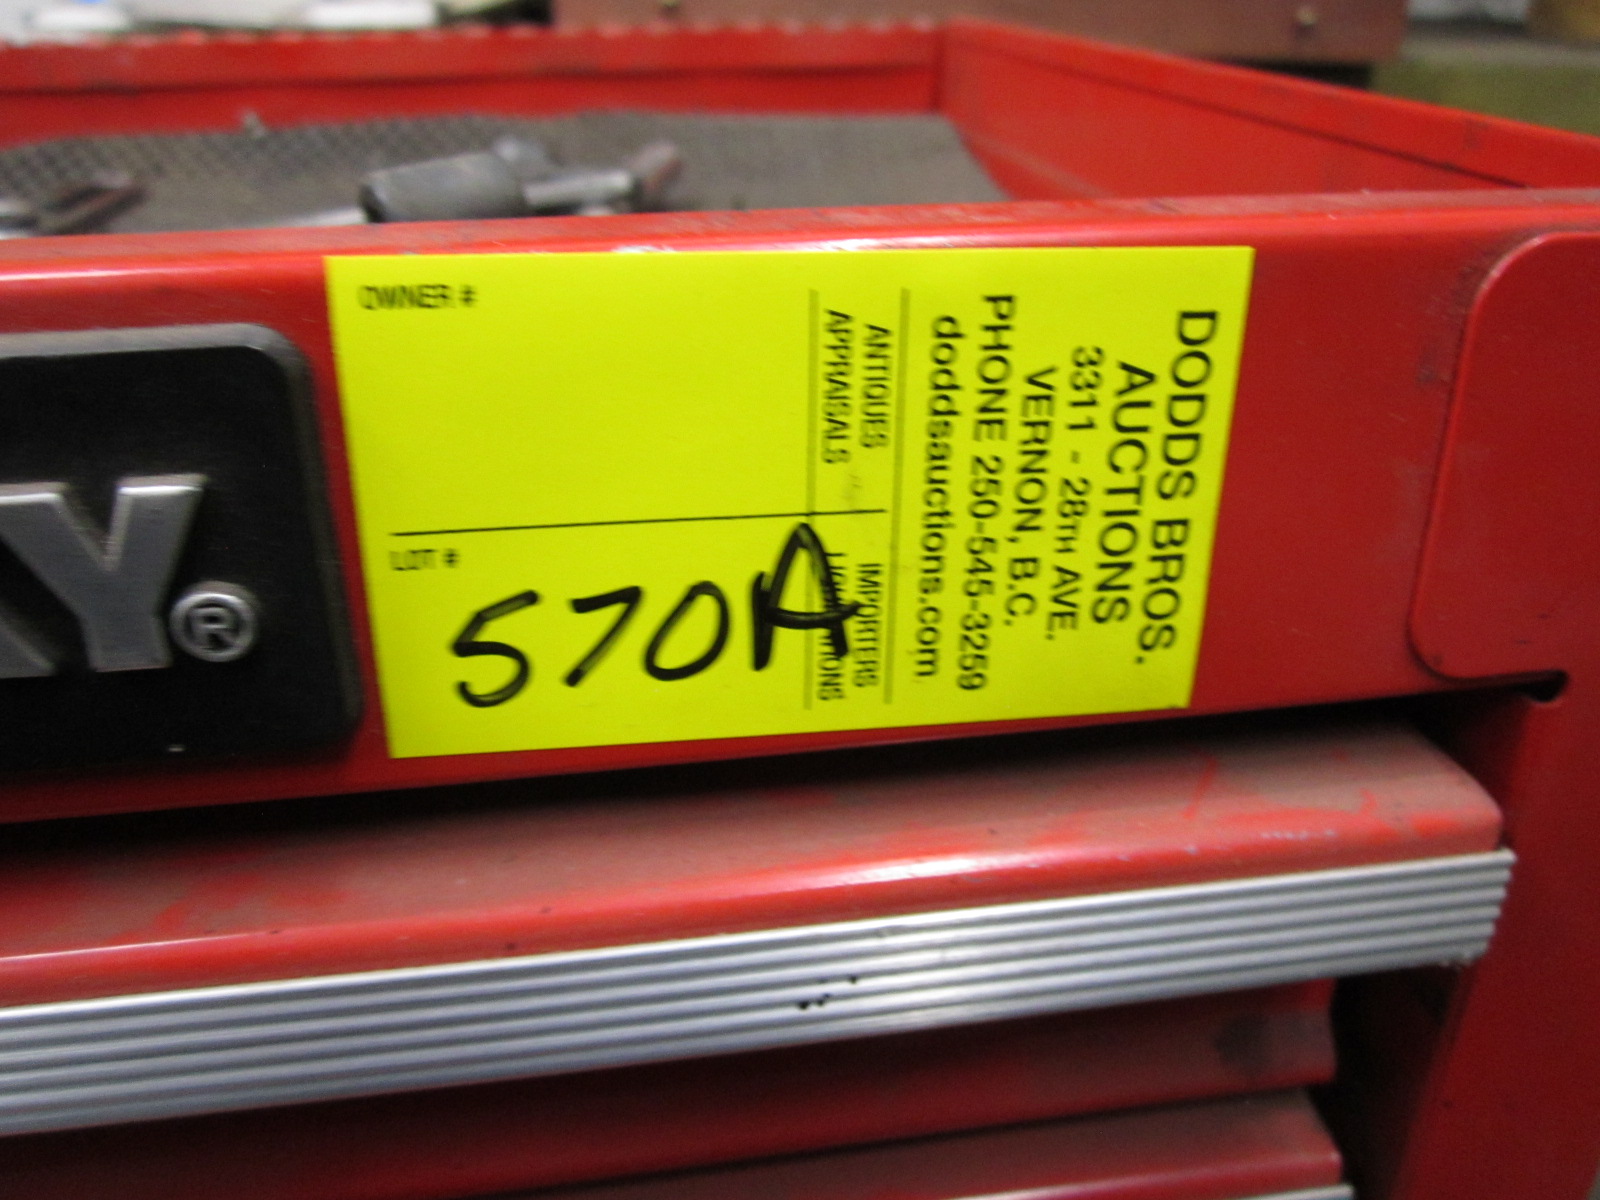 OWNER #
LOT #
570A
DODDS BROS.
AUCTIONS
3311 - 28TH AVE.
VERNON, B.C.
PHONE 250-545-3259
doddsauctions.com
ANTIQUES IMPORTERS
APPRAISALS
AY®